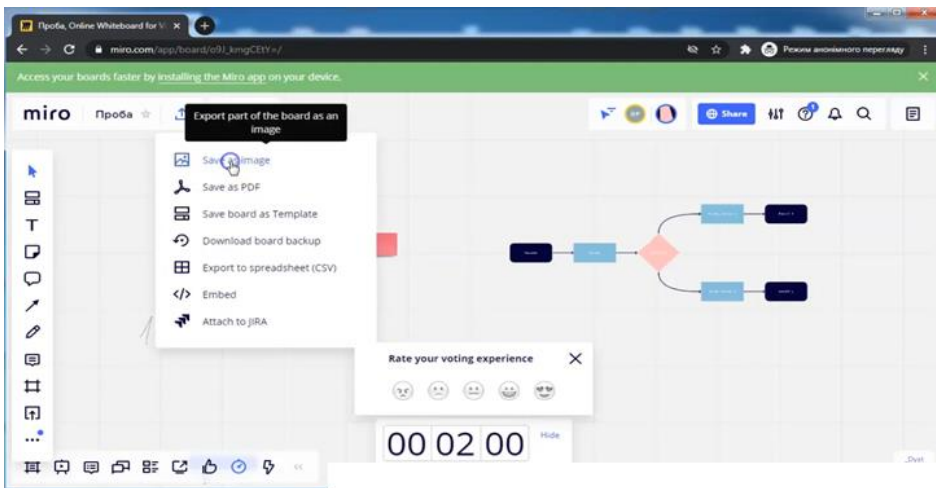 Проба, Online Whiteboard for Vi
miro.com/app/board/o9J_kmgCEtY=/
Режим анонімного перегляду
Access your boards faster by installing the Miro app on your device.
miro
Проба
Share
Export part of the board as an
image
Save as image
Save as PDF
Save board as Template
Download board backup
Export to spreadsheet (CSV)
Embed
Attach to JIRA
Rate your voting experience
00 02 00
Hide